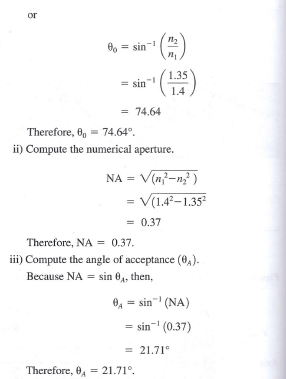 or
θ₀ = sin⁻¹ (n₂/n₁)
= sin⁻¹ (1.35/1.4)
= 74.64
Therefore, θ₀ = 74.64°.
ii) Compute the numerical aperture.
NA = √(n₁²−n₂²)
= √(1.4²−1.35²
= 0.37
Therefore, NA = 0.37.
iii) Compute the angle of acceptance (θ_A).
Because NA = sin θ_A, then,
θ_A = sin⁻¹ (NA)
= sin⁻¹ (0.37)
= 21.71°
Therefore, θ_A = 21.71°.